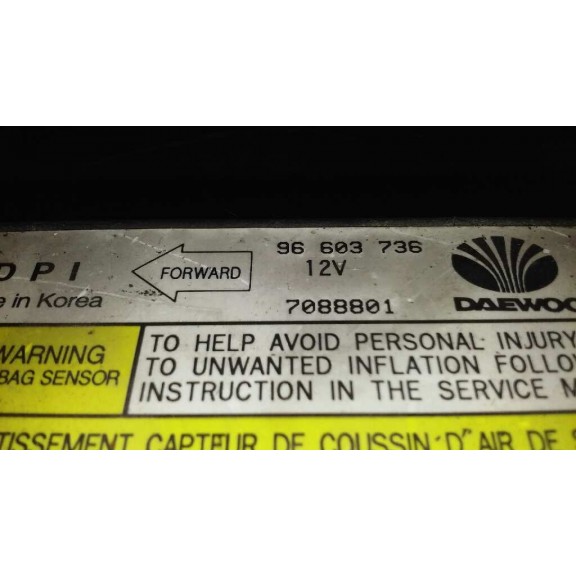 DPI FORWARD 96 603 736
12V
in Korea 7088801 DAEWOO
WARNING TO HELP AVOID PERSONAL INJURY
BAG SENSOR TO UNWANTED INFLATION FOLLO
INSTRUCTION IN THE SERVICE M
TISSEMENT CAPTEUR DE COUSSIN D'AIR DE S